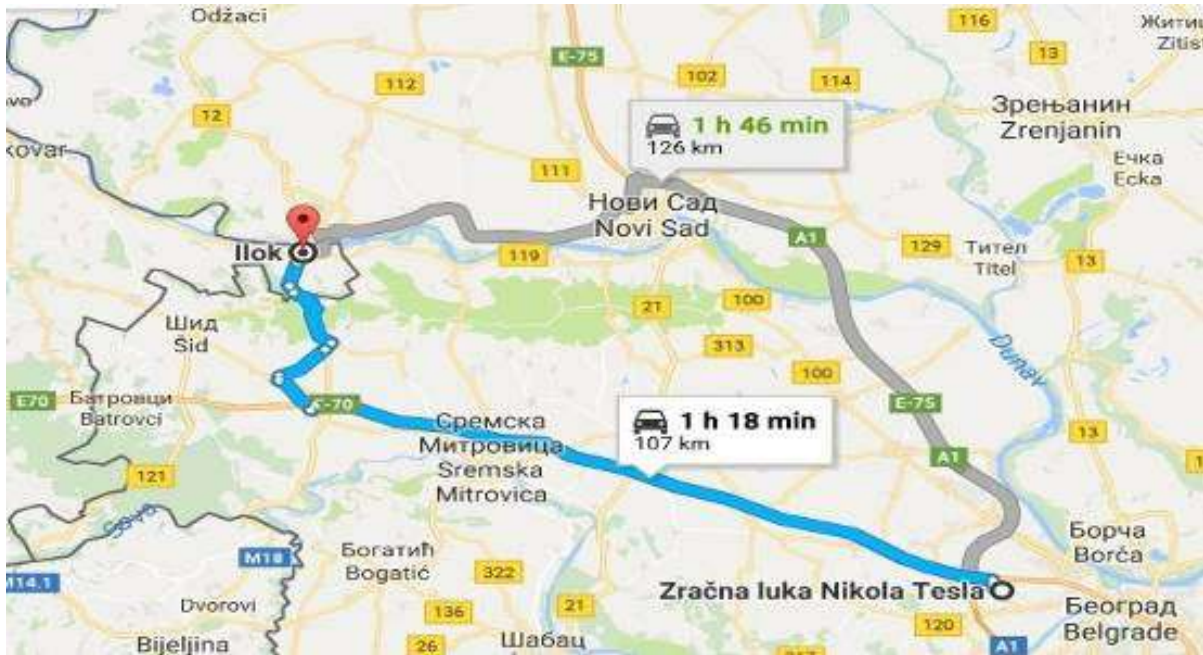 Odžaci
116
Житиш
Zitisț
E-75
13
112
102
114
12
Зрењанин
Zrenjanin
1 h 46 min
126 km
kovar
Ечка
Ecka
111
Нови Сад
Novi Sad
A1
Ilok
119
129
Тител
Titel
13
21
100
Шид
Šid
313
Dunav
100
E70
Батровци
Batrovci
E-70
E-75
Сремска
Митровица
Sremska
Mitrovica
1 h 18 min
107 km
13
A1
121
Sava
Борча
Borča
M18
Богатић
Bogatić
M14.1
322
Zračna luka Nikola Tesla
Dvorovi
136
21
120
Београд
Belgrade
Bijeljina
26
Шабац
A1